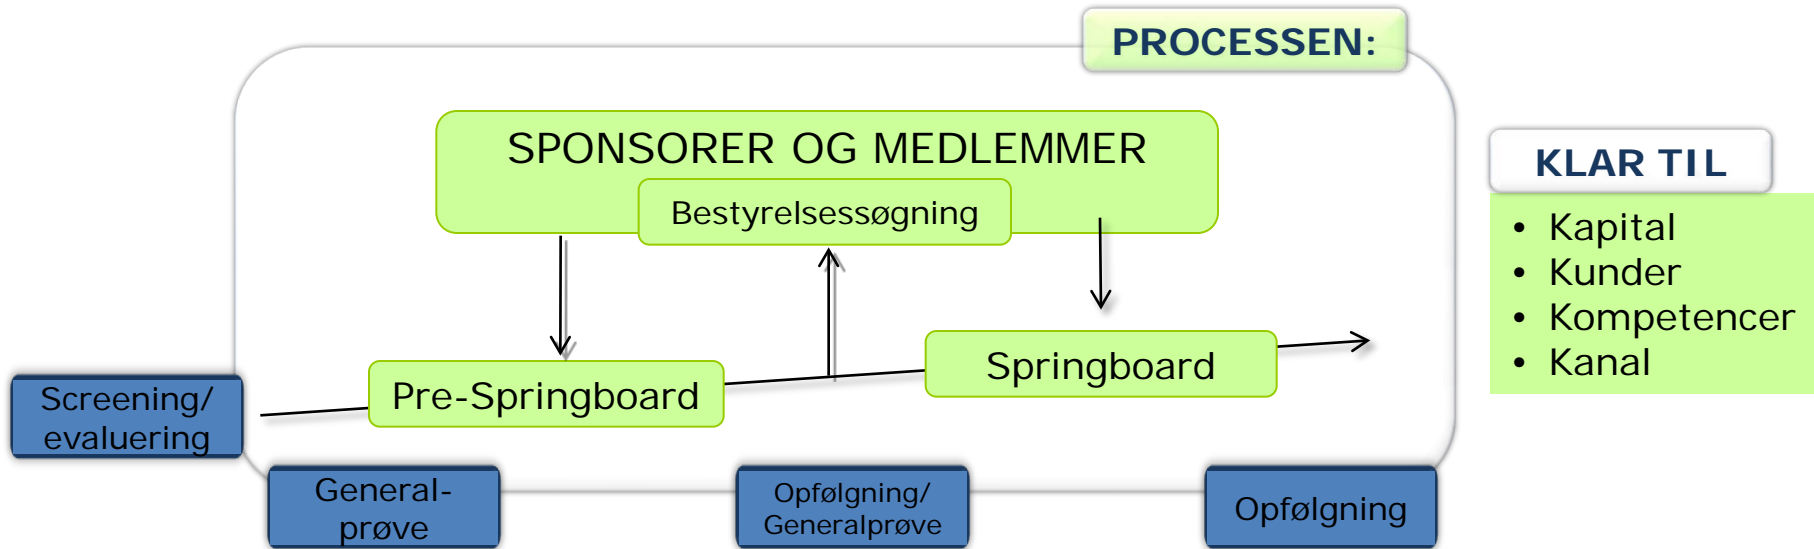 PROCESSEN:
SPONSORER OG MEDLEMMER
Bestyrelsessøgning
KLAR TIL
• Kapital
• Kunder
• Kompetencer
• Kanal
Springboard
Pre-Springboard
Screening/
evaluering
General-
prøve
Opfølgning/
Generalprøve
Opfølgning